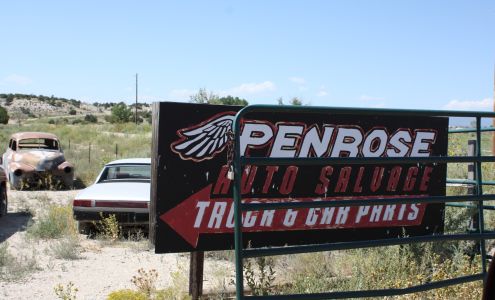 PENROSE
AUTO SALVAGE
TRUCK & CAR PARTS